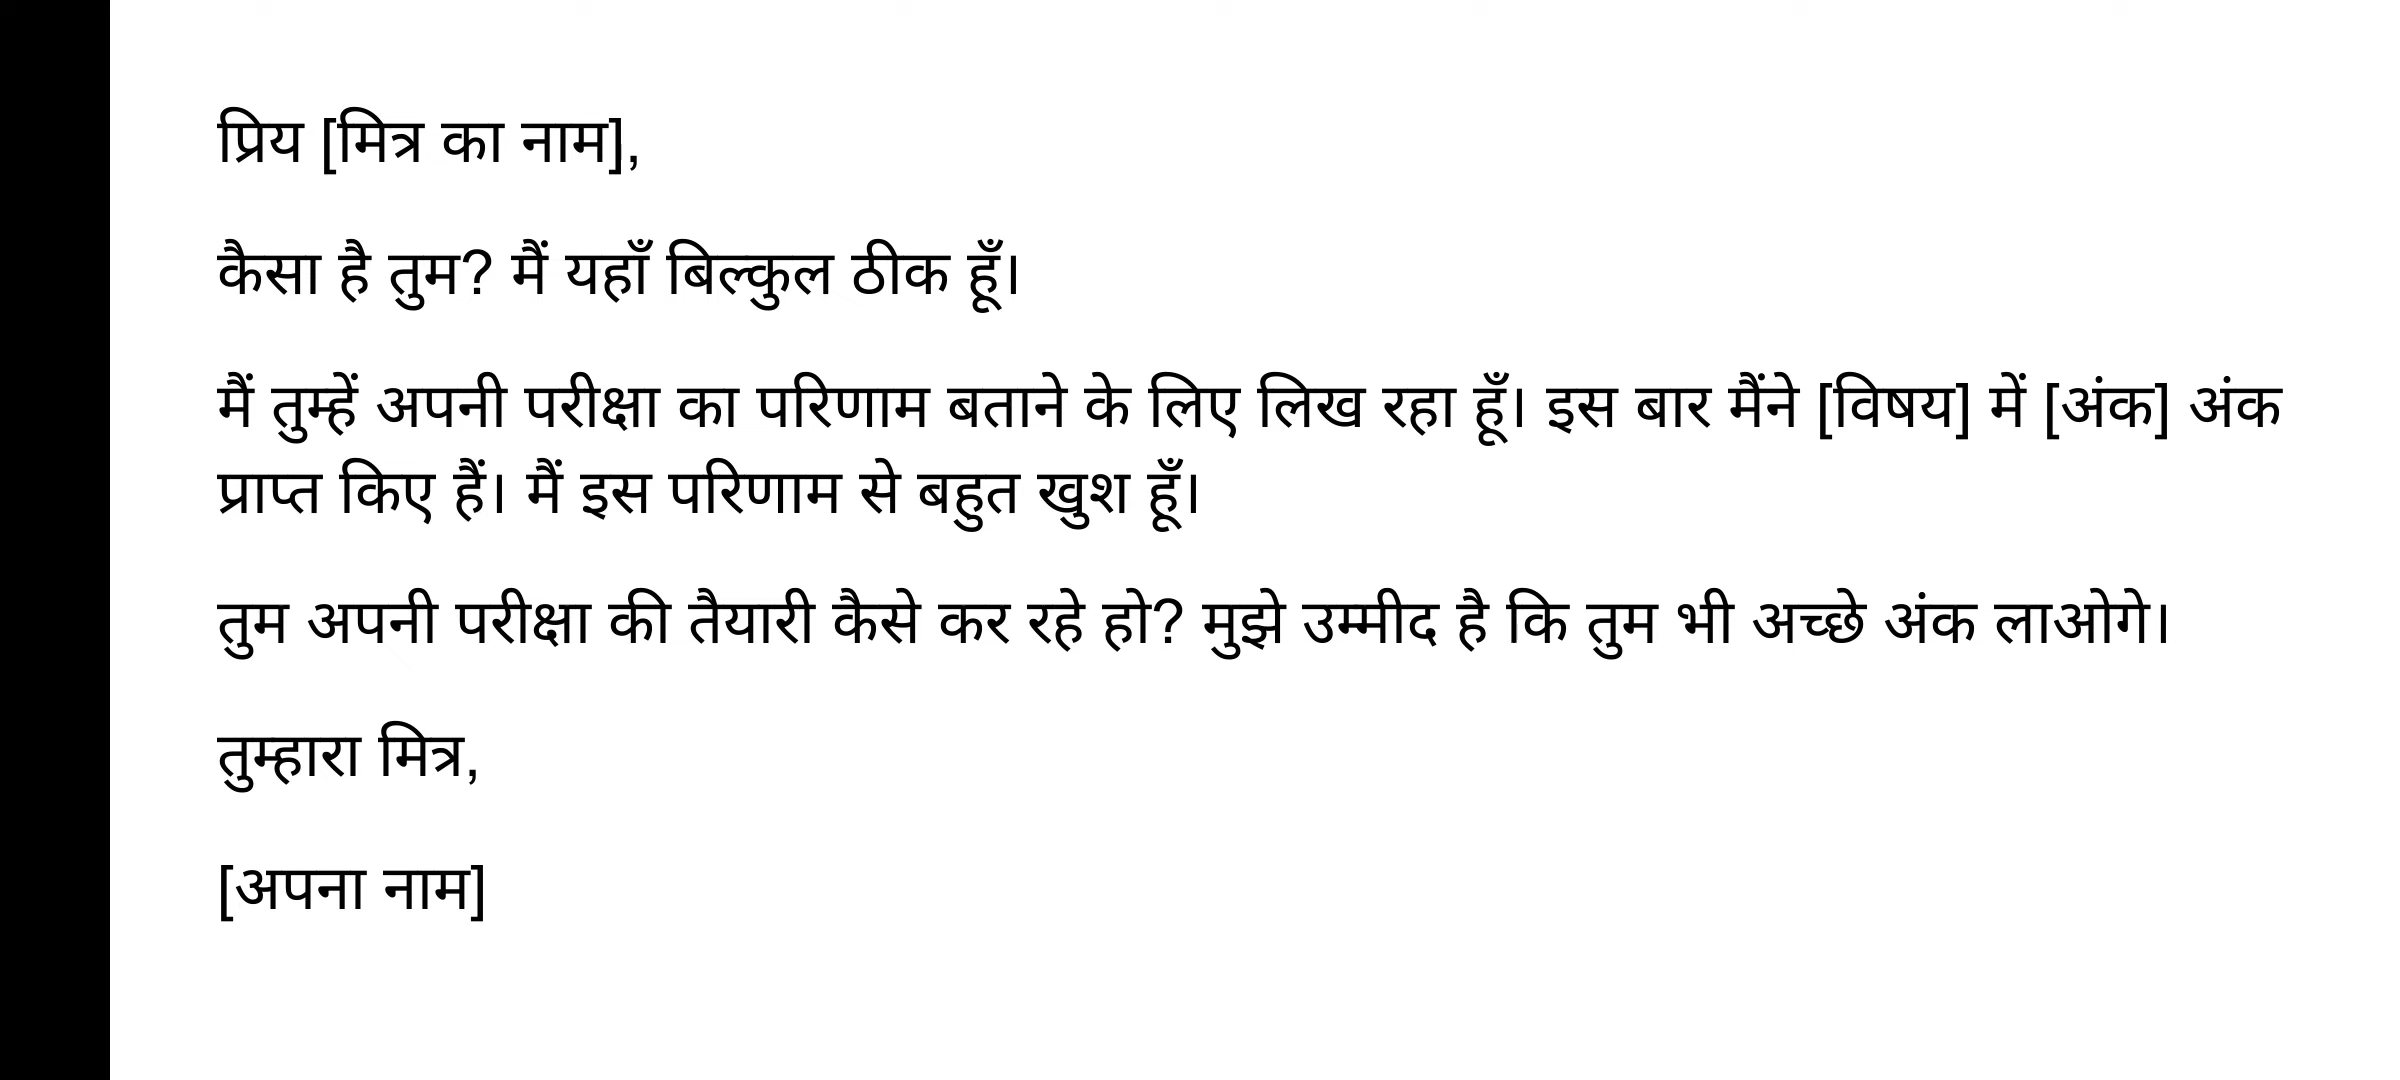 प्रिय [मित्र का नाम],
कैसा है तुम? मैं यहाँ बिल्कुल ठीक हूँ।
मैं तुम्हें अपनी परीक्षा का परिणाम बताने के लिए लिख रहा हूँ। इस बार मैंने [विषय] में [अंक] अंक
प्राप्त किए हैं। मैं इस परिणाम से बहुत खुश हूँ।
तुम अपनी परीक्षा की तैयारी कैसे कर रहे हो? मुझे उम्मीद है कि तुम भी अच्छे अंक लाओगे।
तुम्हारा मित्र,
[अपना नाम]